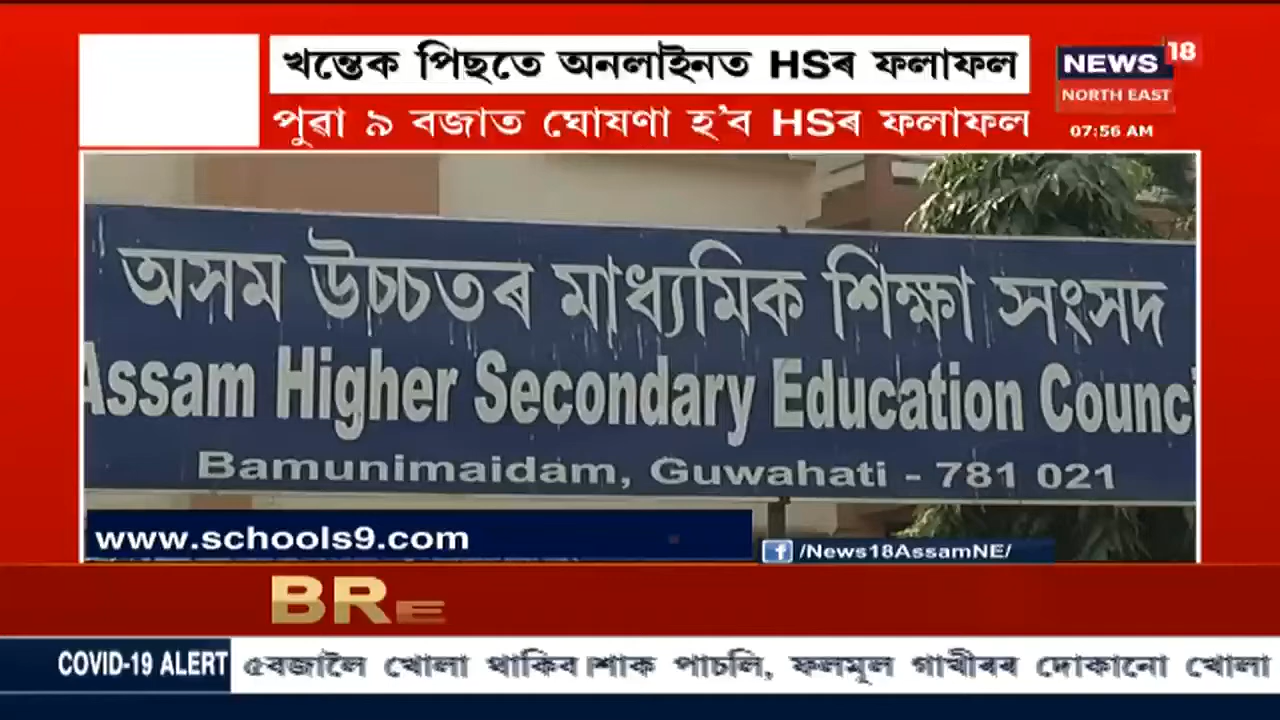 খন্তেক পিছতে অনলাইনত HSৰ ফলাফল
NEWS 18
পুৱা ৯ বজাত ঘোষণা হ'ব HSৰ ফলাফল
NORTH EAST
07:56 AM
অসম উচ্চতৰ মাধ্যমিক শিক্ষা সংসদ
Assam Higher Secondary Education Counci
Bamunimaidam, Guwahati - 781 021
www.schools9.com
/News18AssamNE/
BRE
COVID-19 ALERT ৫বজালৈ খোলা থাকিব।শাক পাচলি, ফলমূল গাখীৰৰ দোকানো খোলা